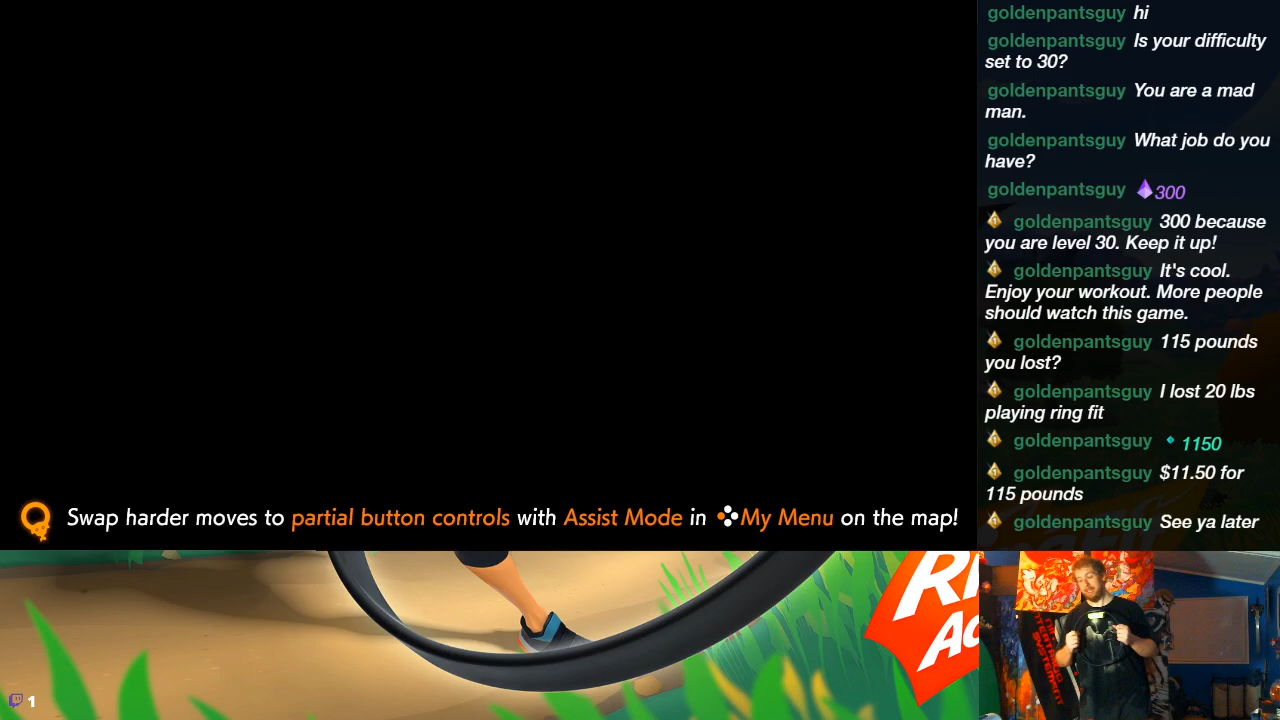 goldenpantsguy hi
goldenpantsguy Is your difficulty
set to 30?
goldenpantsguy You are a mad
man.
goldenpantsguy What job do you
have?
goldenpantsguy 300
goldenpantsguy 300 because
you are level 30. Keep it up!
goldenpantsguy It's cool.
Enjoy your workout. More people
should watch this game.
goldenpantsguy 115 pounds
you lost?
goldenpantsguy I lost 20 lbs
playing ring fit
goldenpantsguy 1150
goldenpantsguy $11.50 for
115 pounds
goldenpantsguy See ya later
Swap harder moves to partial button controls with Assist Mode in My Menu on the map!
1